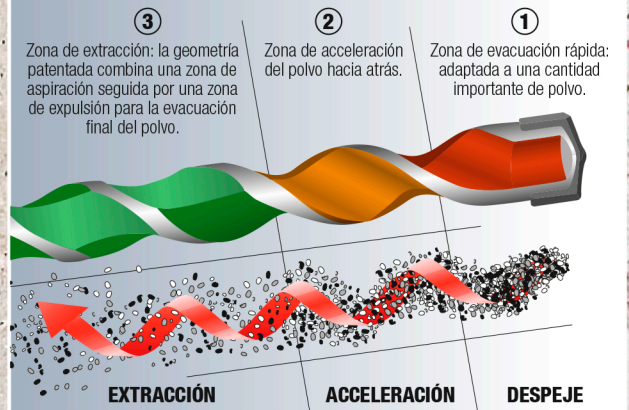 3
Zona de extracción: la geometría
patentada combina una zona de
aspiración seguida por una zona
de expulsión para la evacuación
final del polvo.
2
Zona de acceleración
del polvo hacia atrás.
1
Zona de evacuación rápida:
adaptada a una cantidad
importante de polvo.
EXTRACCIÓN
ACCELERACIÓN
DESPEJE